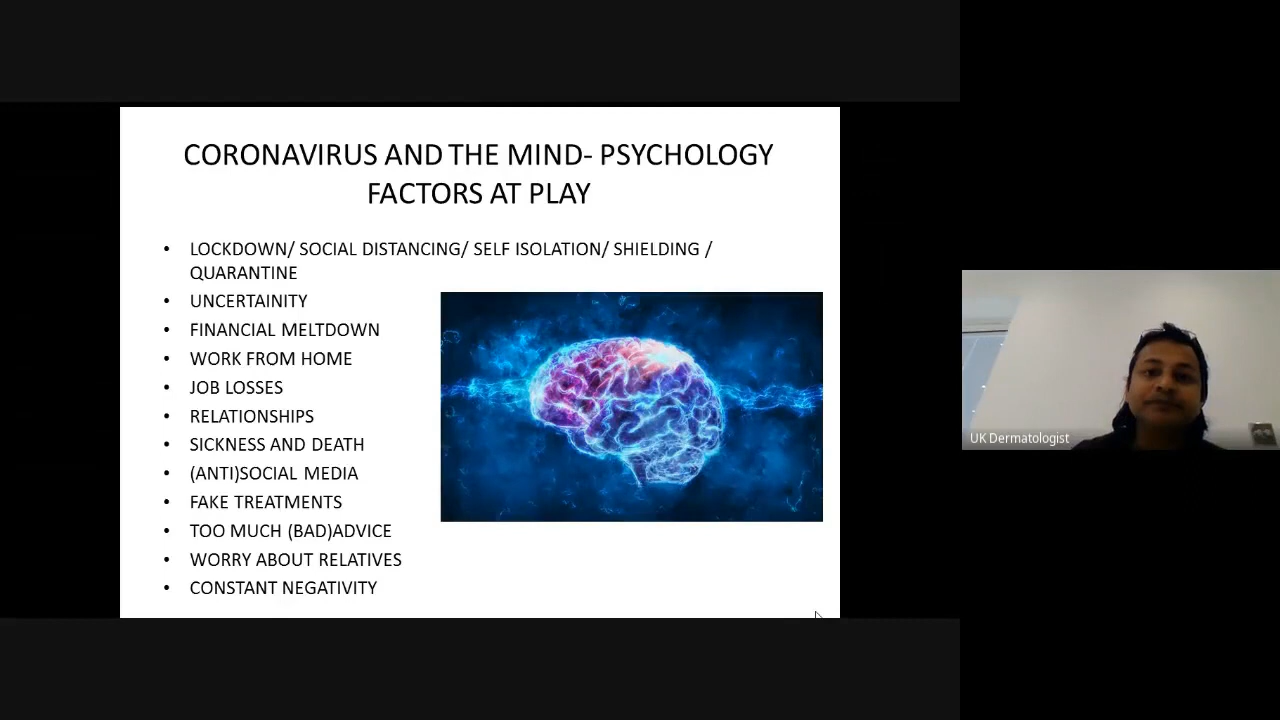 CORONAVIRUS AND THE MIND- PSYCHOLOGY
FACTORS AT PLAY
• LOCKDOWN/ SOCIAL DISTANCING/ SELF ISOLATION/ SHIELDING /
QUARANTINE
• UNCERTAINITY
• FINANCIAL MELTDOWN
• WORK FROM HOME
• JOB LOSSES
• RELATIONSHIPS
• SICKNESS AND DEATH
• (ANTI)SOCIAL MEDIA
• FAKE TREATMENTS
• TOO MUCH (BAD)ADVICE
• WORRY ABOUT RELATIVES
• CONSTANT NEGATIVITY
UK Dermatologist